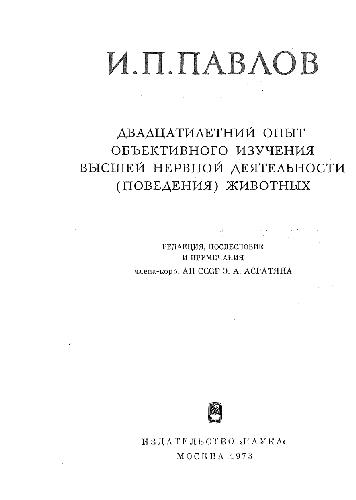 И.П.ПАВЛОВ
ДВАДЦАТИЛЕТНИЙ ОПЫТ
ОБЪЕКТИВНОГО ИЗУЧЕНИЯ
ВЫСШЕЙ НЕРВНОЙ ДЕЯТЕЛЬНОСТИ
(ПОВЕДЕНИЯ) ЖИВОТНЫХ
РЕДАКЦИЯ, ПОСЛЕСЛОВИЕ
И ПРИМЕЧАНИЯ
члена-корр. АН СССР Э. А. АСРАТЯНА
ИЗДАТЕЛЬСТВО «НАУКА»
МОСКВА 1973